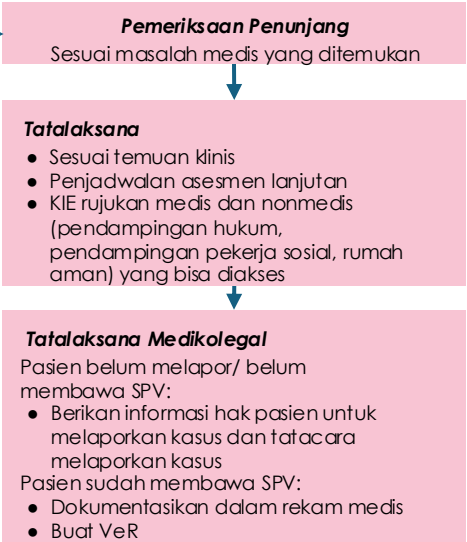 Pemeriksaan Penunjang
Sesuai masalah medis yang ditemukan
Tatalaksana
● Sesuai temuan klinis
● Penjadwalan asesmen lanjutan
● KIE rujukan medis dan nonmedis
(pendampingan hukum,
pendampingan pekerja sosial, rumah
aman) yang bisa diakses
Tatalaksana Medikolegal
Pasien belum melapor/ belum
membawa SPV:
● Berikan informasi hak pasien untuk
melaporkan kasus dan tatacara
melaporkan kasus
Pasien sudah membawa SPV:
● Dokumentasikan dalam rekam medis
● Buat VeR